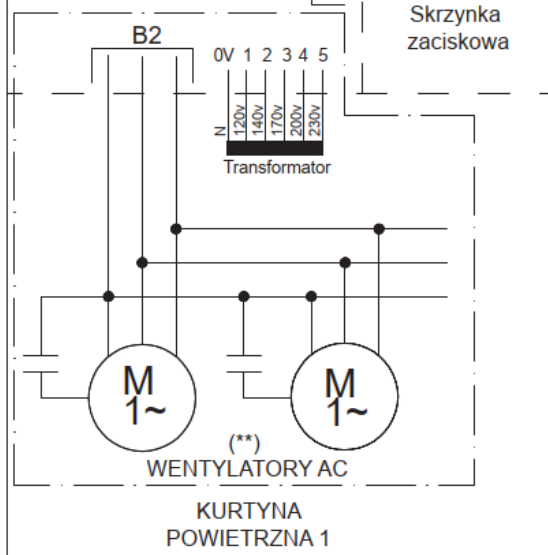 Skrzynka
zaciskowa
B2
0V 1 2 3 4 5
N 120v 140v 170v 200v 230v
Transformator
M
1~
M
1~
(**)
WENTYLATORY AC
KURTYNA
POWIETRZNA 1